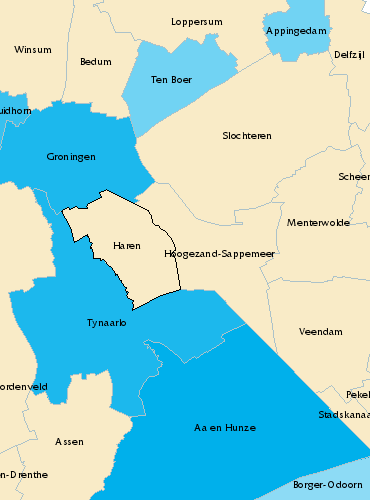 Loppersum
Appingedam
Winsum
Bedum
Delfzijl
Ten Boer
uidhorn
Slochteren
Groningen
Scheer
Menterwolde
Haren
Hoogezand-Sappemeer
Tynaarlo
Veendam
ordenveld
Pekel
Stadskanaa
Aa en Hunze
Assen
n-Drenthe
Borger-Odoorn